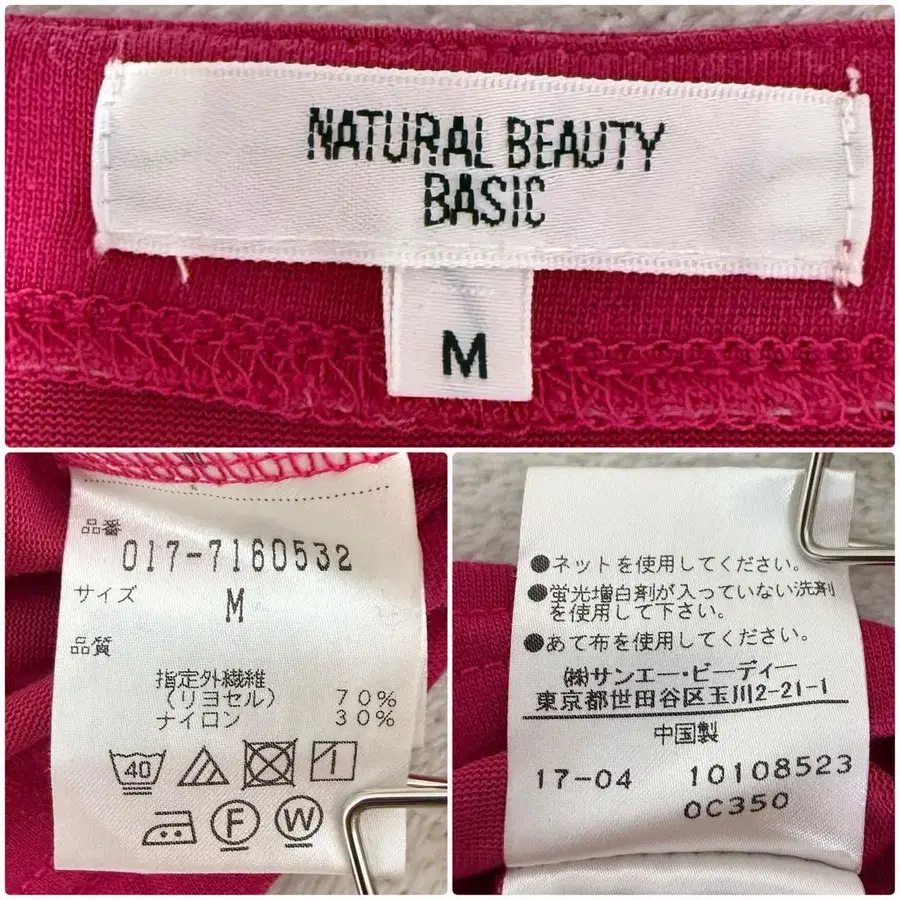 NATURAL BEAUTY
BASIC
M
品番
017-7160532
サイズ
M
品質
指定外繊維
（リヨセル） 70%
ナイロン 30%
40
F W
●ネットを使用してください。
●蛍光増白剤が入っていない洗剤
を使用して下さい。
●あて布を使用してください。
㈱サンエー・ビーディー
東京都世田谷区玉川2-21-1
中国製
17-04 10108523
0C350